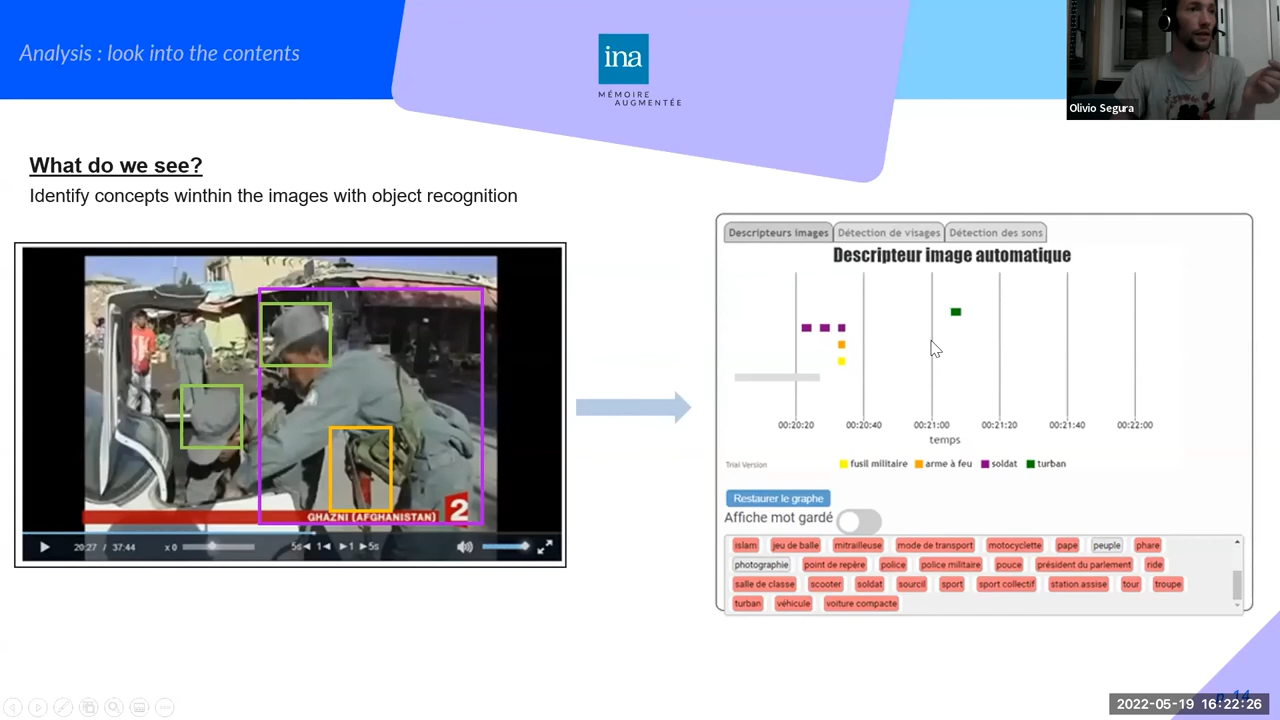 Analysis : look into the contents
ina
MÉMOIRE
AUGMENTÉE
Olivio Segura
What do we see?
Identify concepts winthin the images with object recognition
GHAZNI (AFGHANISTAN)
2
20:27 / 37:44 x 0 5s 1 1 5s
Descripteurs images Détection de visages Détection des sons
Descripteur image automatique
00:20:20 00:20:40 00:21:00 00:21:20 00:21:40 00:22:00
temps
Trial Version
fusil militaire arme à feu soldat turban
Restaurer le graphe
Affiche mot gardé
islam jeu de balle mitrailleuse mode de transport motocyclette pape peuple phare
photographie point de repère police police militaire pouce président du parlement ride
salle de classe scooter soldat sourcil sport sport collectif station assise tour troupe
turban véhicule voiture compacte
p. 14
2022-05-19 16:22:26